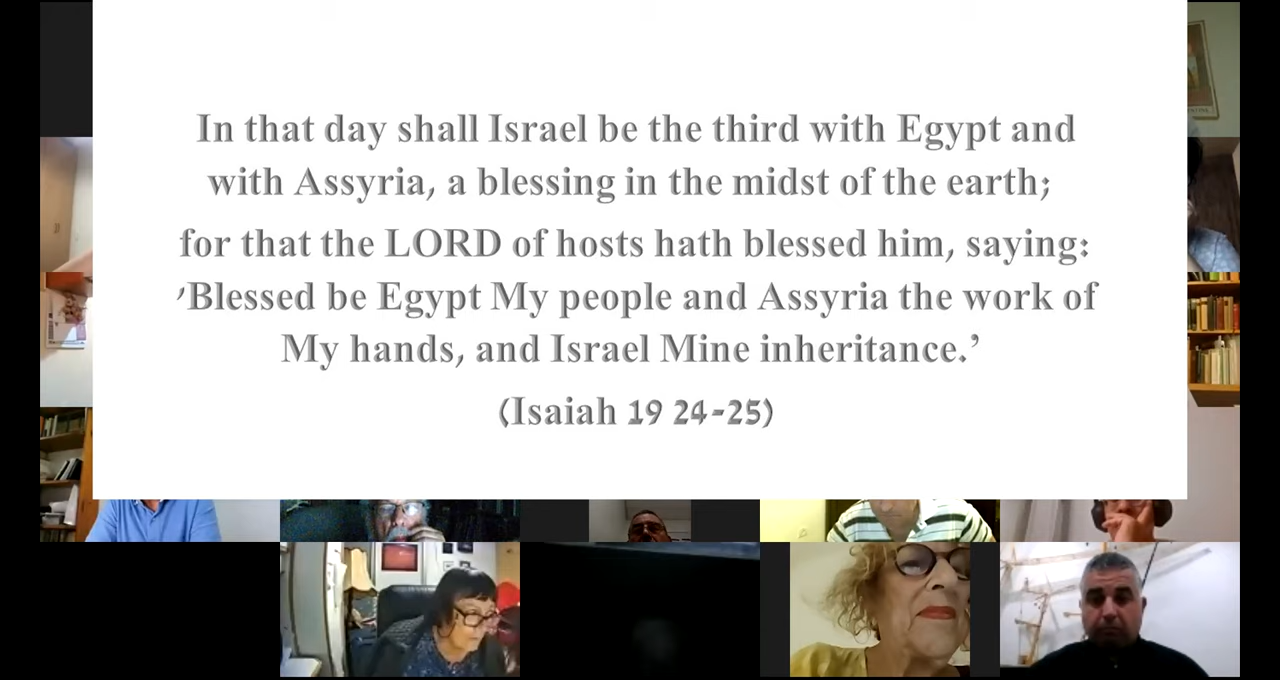 In that day shall Israel be the third with Egypt and
with Assyria, a blessing in the midst of the earth;
for that the LORD of hosts hath blessed him, saying:
’Blessed be Egypt My people and Assyria the work of
My hands, and Israel Mine inheritance.’
(Isaiah 19 24-25)